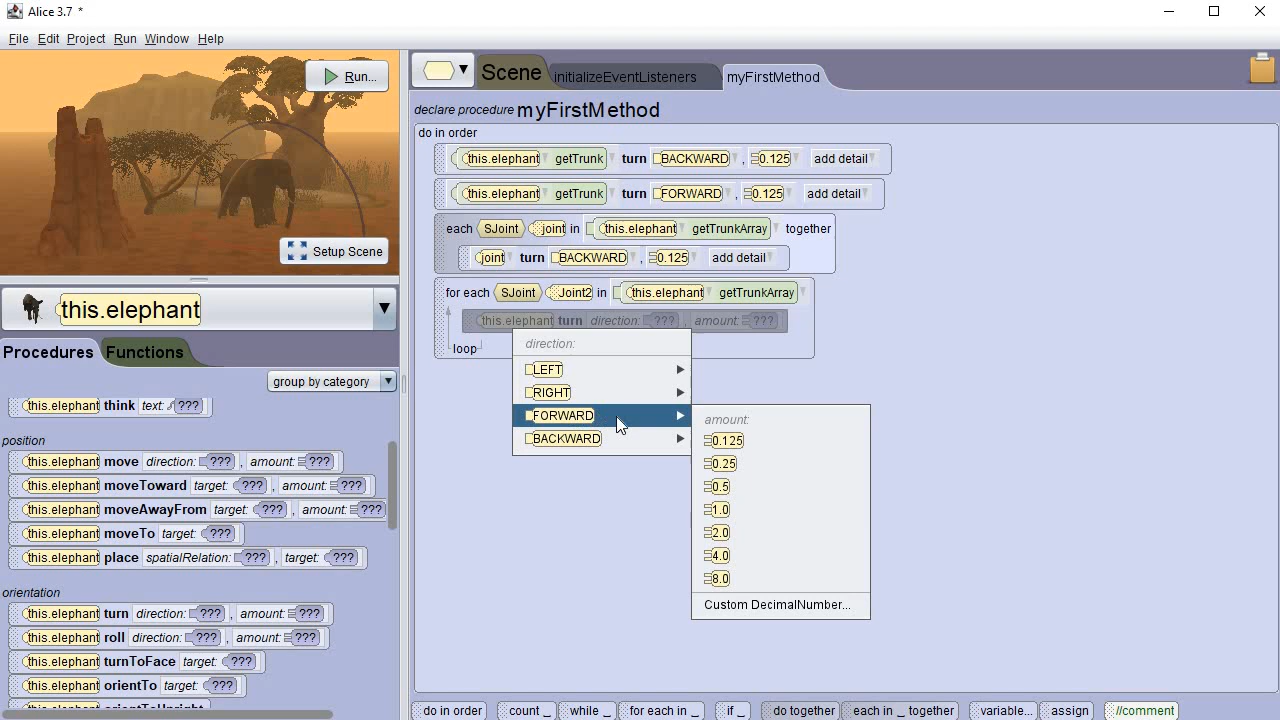 Alice 3.7 *
File Edit Project Run Window Help
Run...
Setup Scene
this.elephant
Procedures Functions
group by category
this.elephant think text: ???
position
this.elephant move direction: ??? , amount: ???
this.elephant moveToward target: ??? , amount: ???
this.elephant moveAwayFrom target: ??? , amount: ???
this.elephant moveTo target: ???
this.elephant place spatialRelation: ??? , target: ???
orientation
this.elephant turn direction: ??? , amount: ???
this.elephant roll direction: ??? , amount: ???
this.elephant turnToFace target: ???
this.elephant orientTo target: ???
this.elephant orientToUpright
Scene initializeEventListeners myFirstMethod
declare procedure myFirstMethod
do in order
this.elephant getTrunk turn BACKWARD , 0.125 add detail
this.elephant getTrunk turn FORWARD , 0.125 add detail
each SJoint joint in this.elephant getTrunkArray together
joint turn BACKWARD , 0.125 add detail
for each SJoint Joint2 in this.elephant getTrunkArray
this.elephant turn direction: ??? , amount: ???
loop
direction:
LEFT
RIGHT
FORWARD
BACKWARD
amount:
0.125
0.25
0.5
1.0
2.0
4.0
8.0
Custom DecimalNumber...
do in order count _ while _ for each in _ if _ do together each in _ together variable... assign //comment